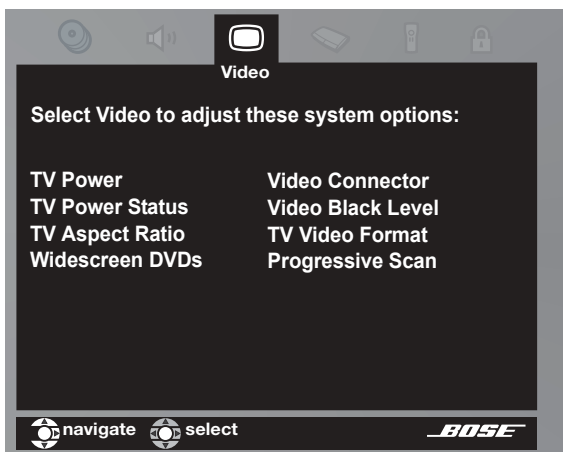 Video
Select Video to adjust these system options:
TV Power
TV Power Status
TV Aspect Ratio
Widescreen DVDs
Video Connector
Video Black Level
TV Video Format
Progressive Scan
navigate select
BOSE